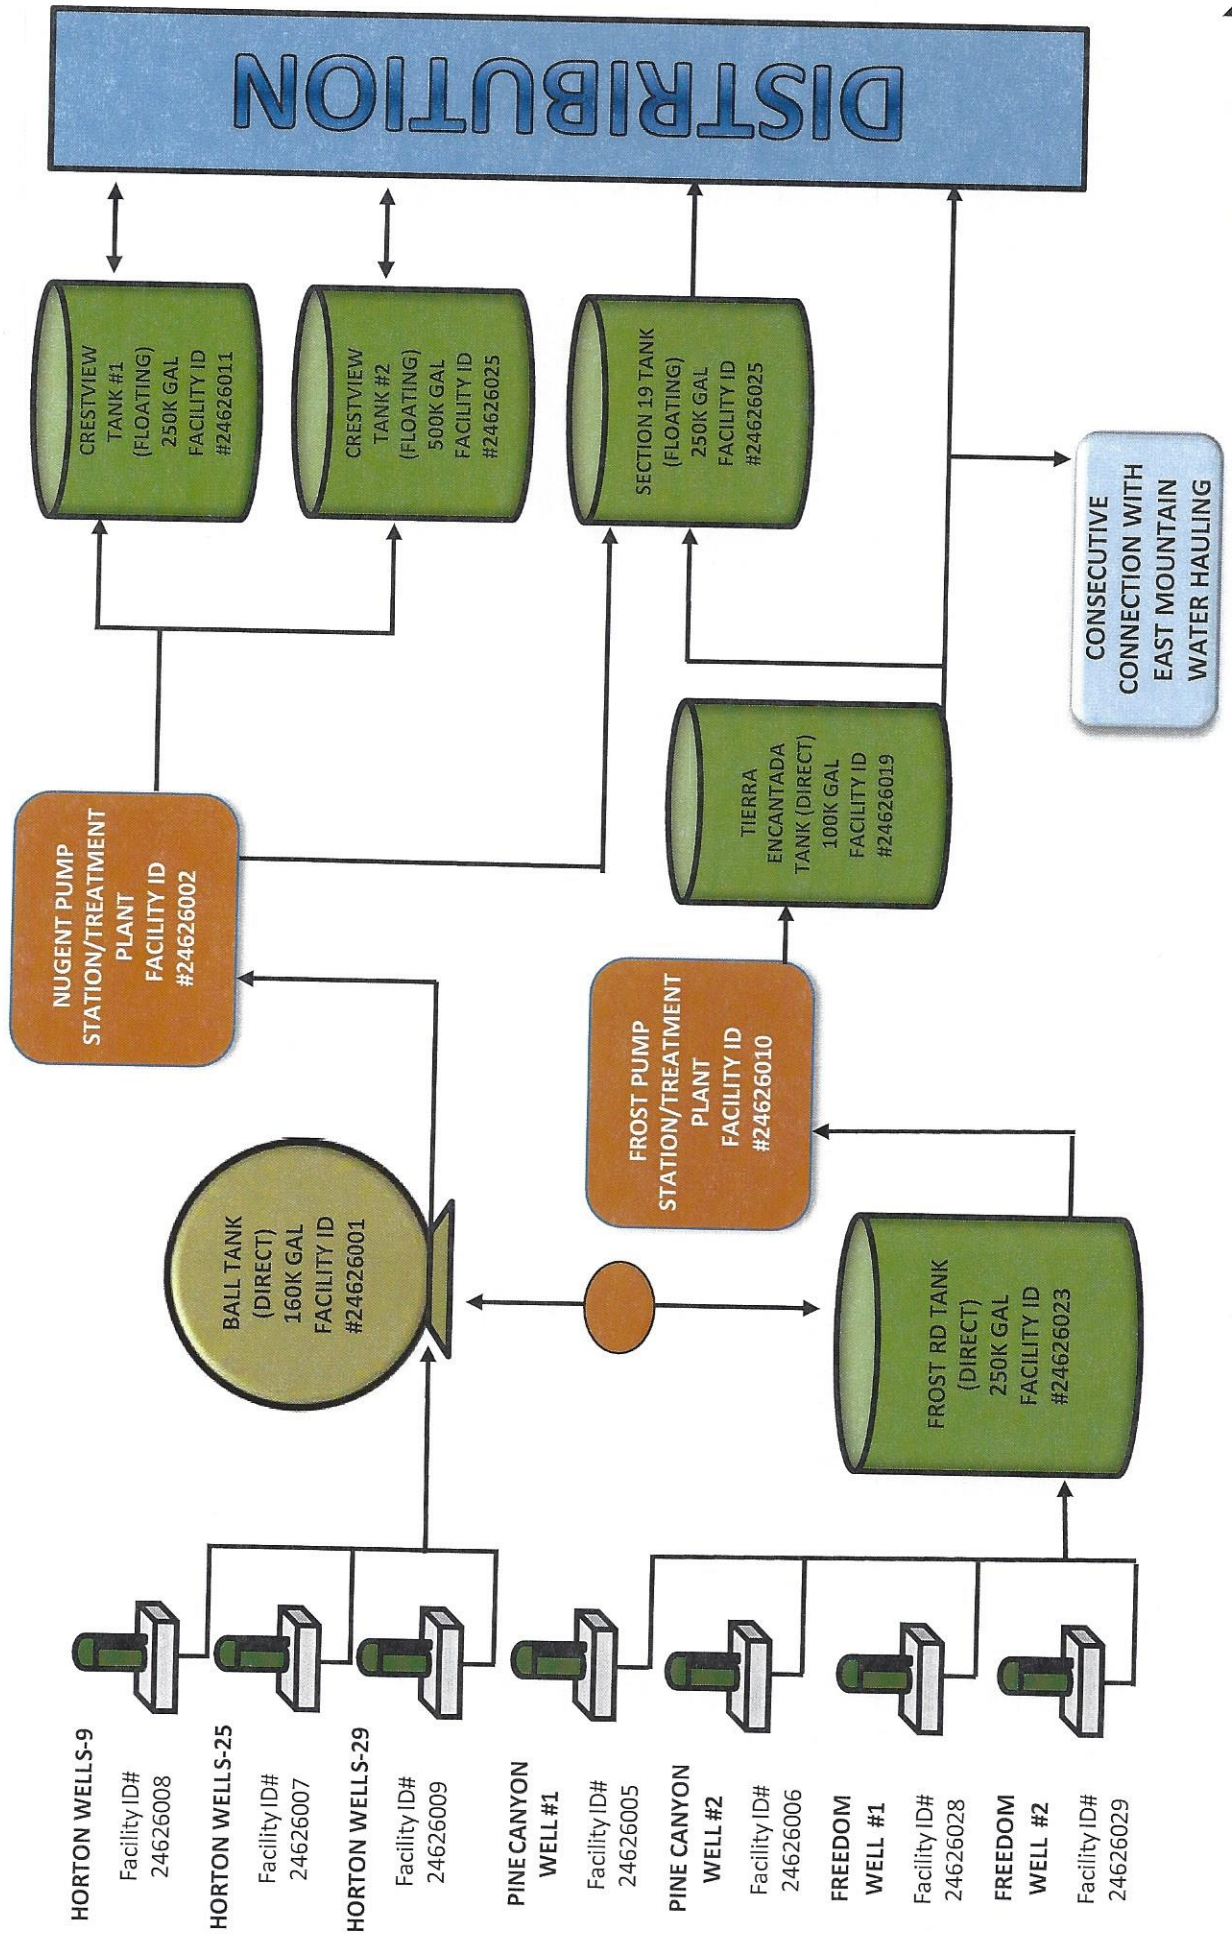 HORTON WELLS-9
Facility ID#
24626008
HORTON WELLS-25
Facility ID#
24626007
HORTON WELLS-29
Facility ID#
24626009
PINE CANYON
WELL #1
Facility ID#
24626005
PINE CANYON
WELL #2
Facility ID#
24626006
FREEDOM
WELL #1
Facility ID#
24626028
FREEDOM
WELL #2
Facility ID#
24626029
BALL TANK
(DIRECT)
160K GAL
FACILITY ID
#24626001
FROST RD TANK
(DIRECT)
250K GAL
FACILITY ID
#24626023
NUGENT PUMP
STATION/TREATMENT
PLANT
FACILITY ID
#24626002
FROST PUMP
STATION/TREATMENT
PLANT
FACILITY ID
#24626010
TIERRA
ENCANTADA
TANK (DIRECT)
100K GAL
FACILITY ID
#24626019
CRESTVIEW
TANK #1
(FLOATING)
250K GAL
FACILITY ID
#24626011
CRESTVIEW
TANK #2
(FLOATING)
500K GAL
FACILITY ID
#24626025
SECTION 19 TANK
(FLOATING)
250K GAL
FACILITY ID
#24626025
CONSECUTIVE
CONNECTION WITH
EAST MOUNTAIN
WATER HAULING
DISTRIBUTION